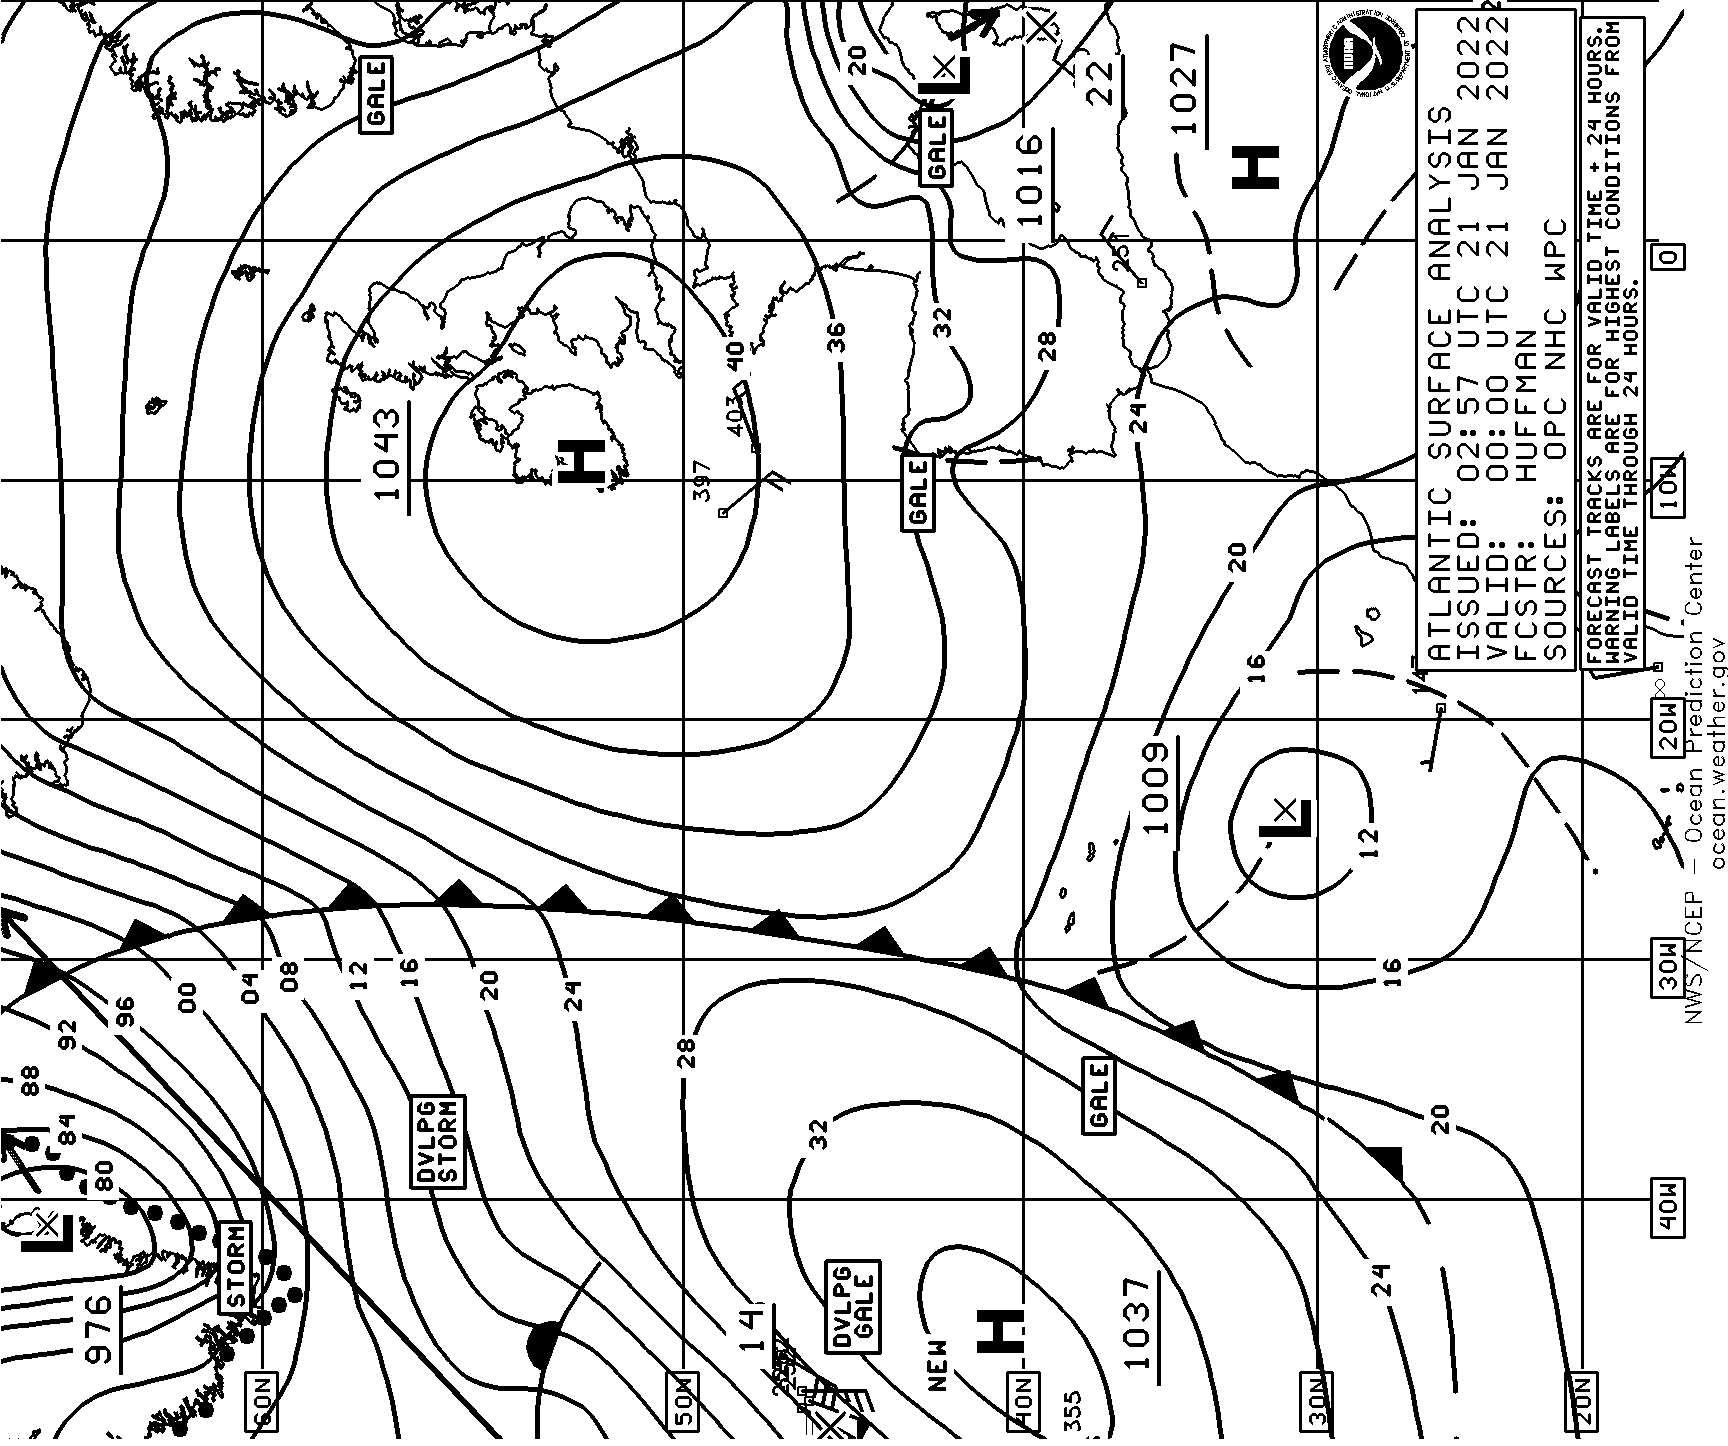 ATLANTIC SURFACE ANALYSIS
ISSUED: 02:57 UTC 21 JAN 2022
VALID: 00:00 UTC 21 JAN 2022
FCSTR: HUFFMAN
SOURCES: OPC NHC WPC
FORECAST TRACKS ARE FOR VALID TIME + 24 HOURS.
WARNING LABELS ARE FOR HIGHEST CONDITIONS FROM
VALID TIME THROUGH 24 HOURS.
NWS/NCEP – Ocean Prediction Center
ocean.weather.gov
GALE
20
L
GALE
22
1027
H
1016
1043
H
40
403
397
36
32
28
251
24
GALE
20
16
1009
L
12
16
147
00
04
08
12
16
20
24
28
96
92
88
84
80
L
976
STORM
DVLPG
STORM
32
GALE
20
24
DVLPG
GALE
14
NEW
H
1037
355
60N
50N
40N
30N
20N
0
10W
20W
30W
40W